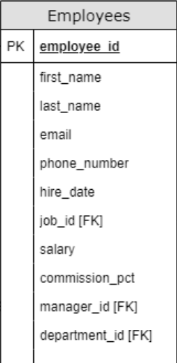 Employees
PK employee_id
first_name
last_name
email
phone_number
hire_date
job_id [FK]
salary
commission_pct
manager_id [FK]
department_id [FK]